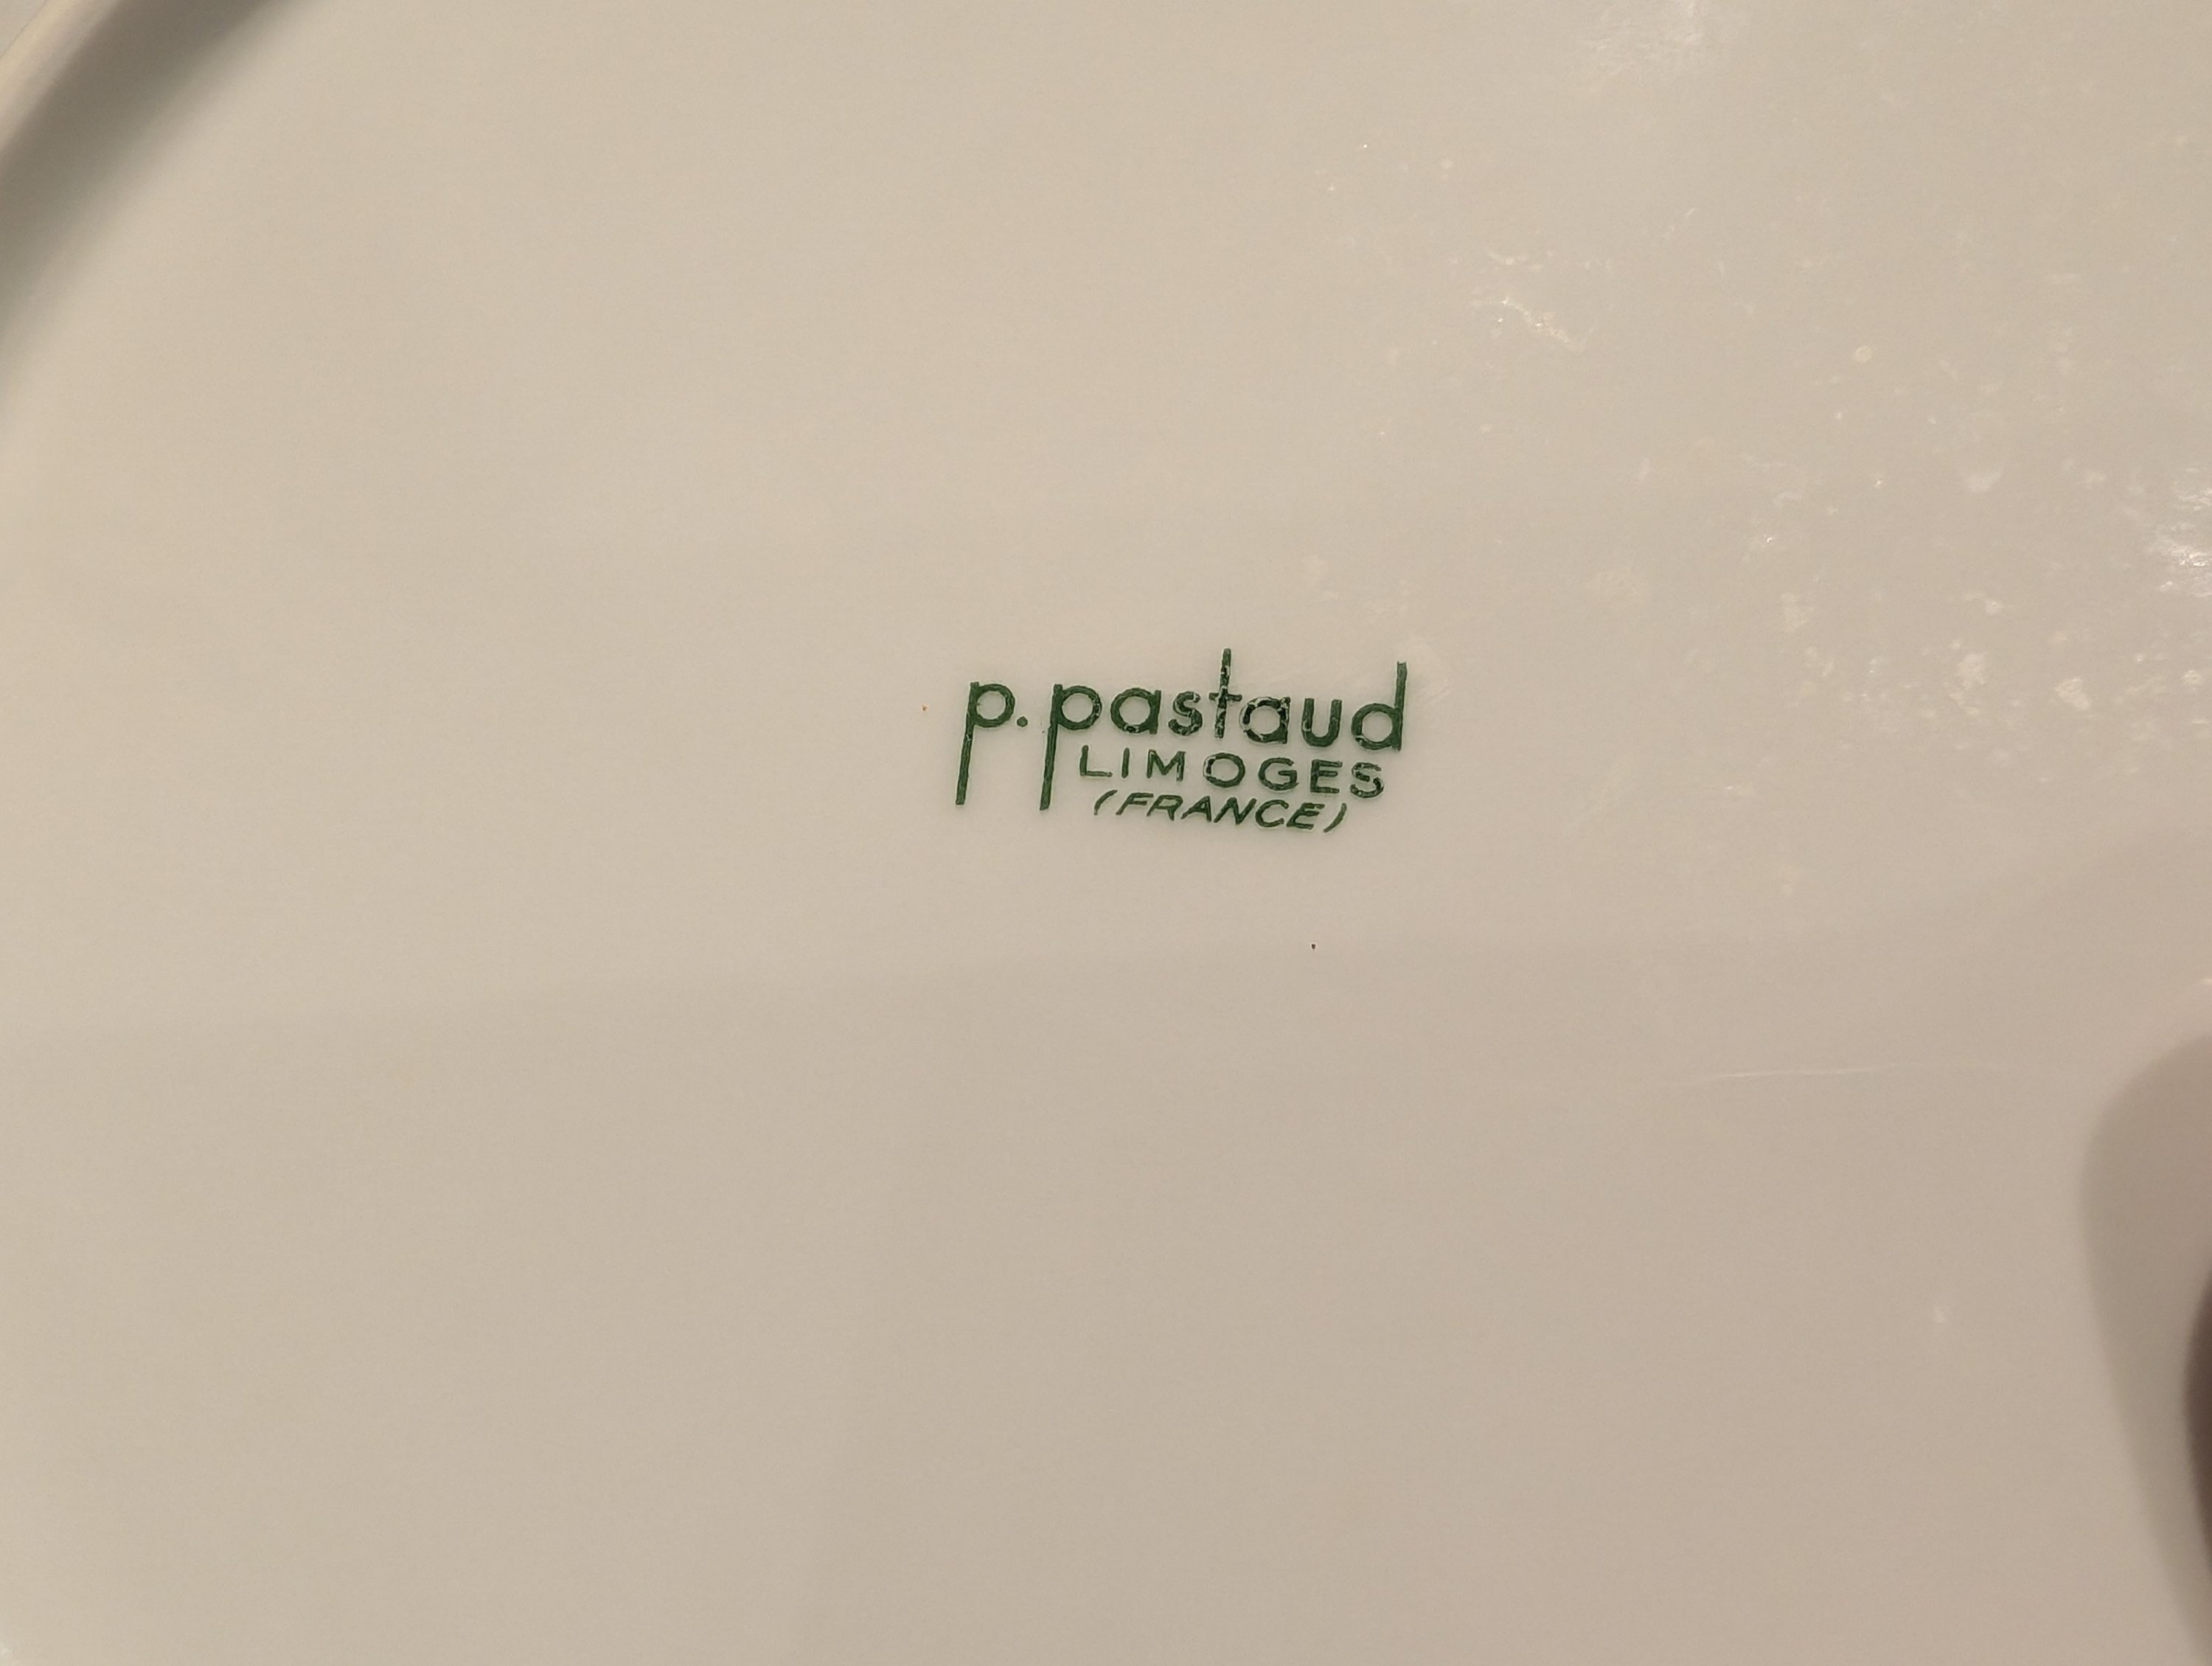 p. pastaud
LIMOGES
(FRANCE)